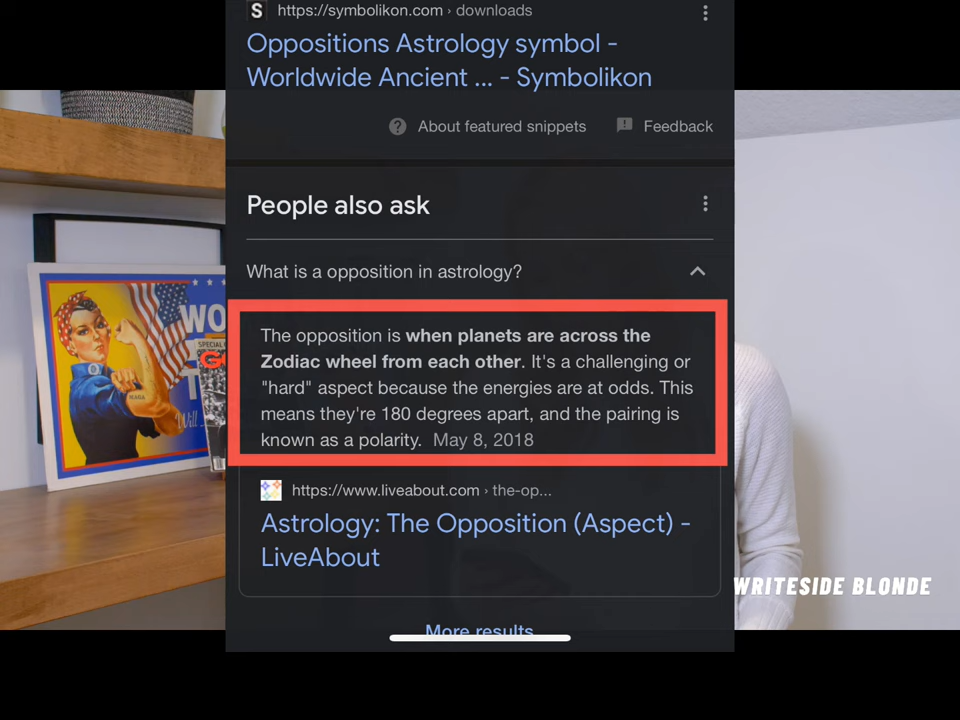 S https://symbolikon.com › downloads
Oppositions Astrology symbol -
Worldwide Ancient ... - Symbolikon
About featured snippets Feedback
People also ask
What is a opposition in astrology?
The opposition is when planets are across the
Zodiac wheel from each other. It's a challenging or
"hard" aspect because the energies are at odds. This
means they're 180 degrees apart, and the pairing is
known as a polarity. May 8, 2018
https://www.liveabout.com › the-op...
Astrology: The Opposition (Aspect) -
LiveAbout
More results
WO
SPECIAL
WRITESIDE BLONDE